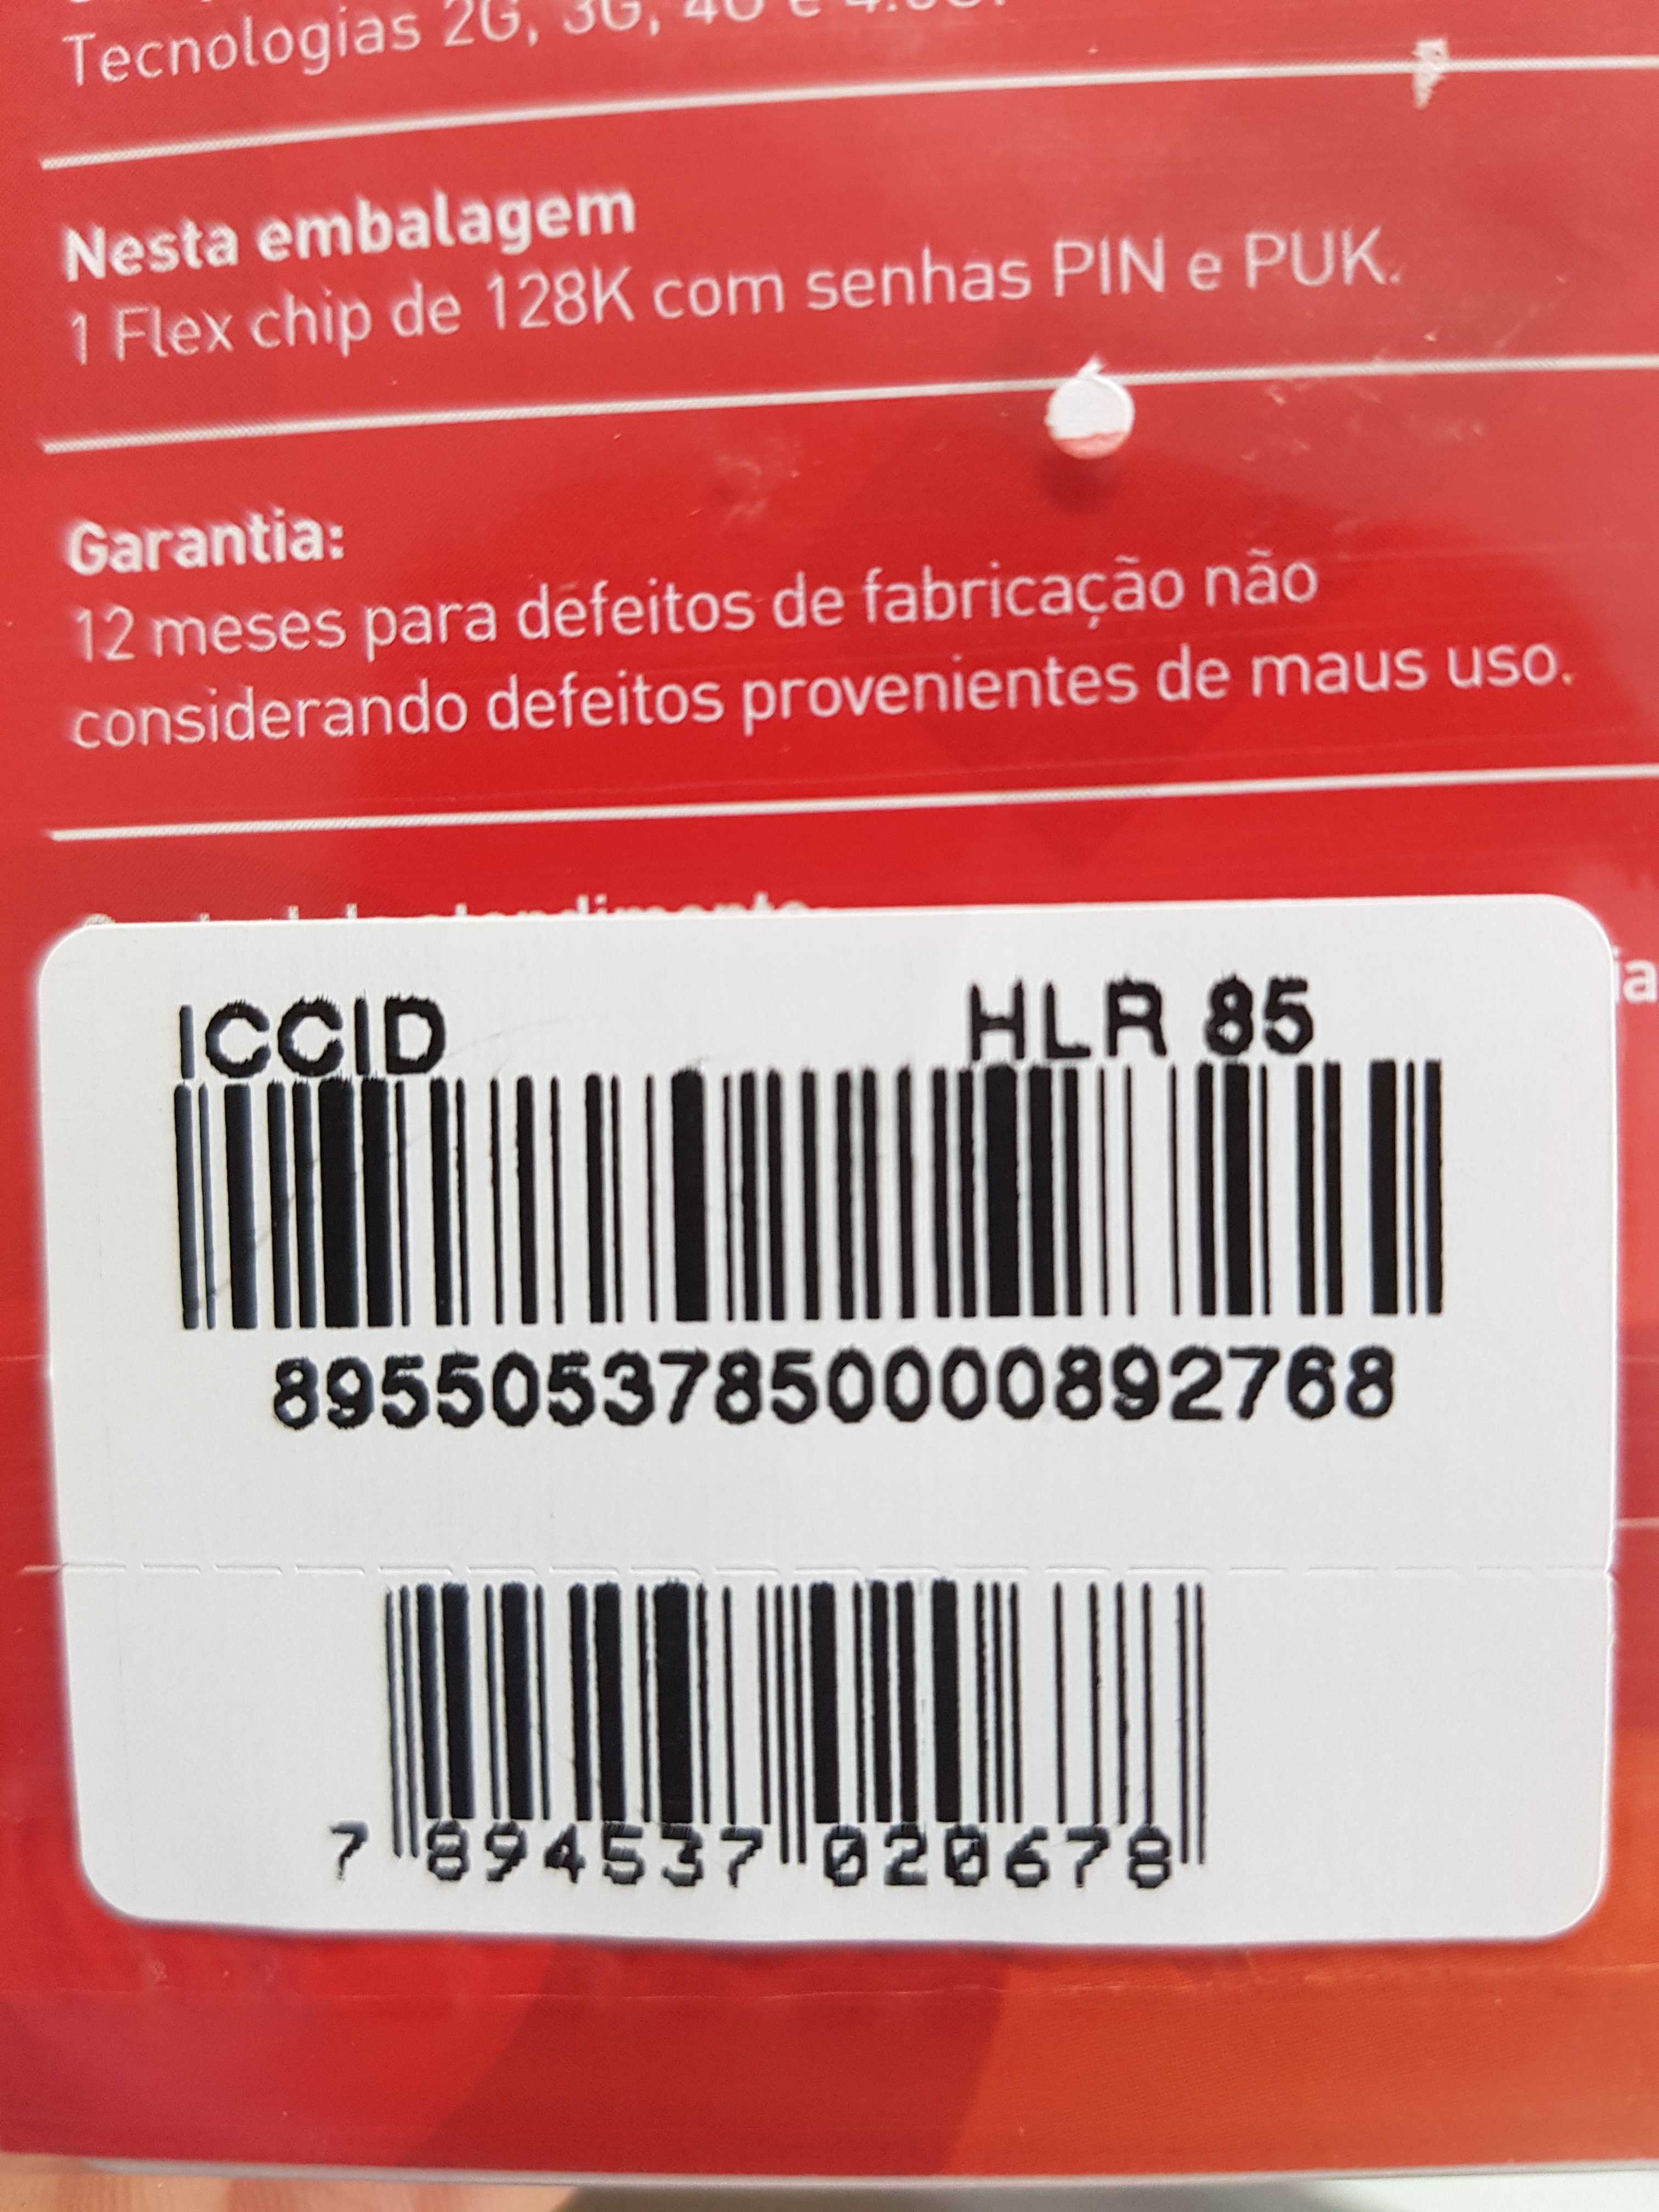 Tecnologias 2G, 3G, 4G e 4.5G.
Nesta embalagem
1 Flex chip de 128K com senhas PIN e PUK.
Garantia:
12 meses para defeitos de fabricação não
considerando defeitos provenientes de maus uso.
ICCID HLR 85
89550537850000892768
7 894537 020678